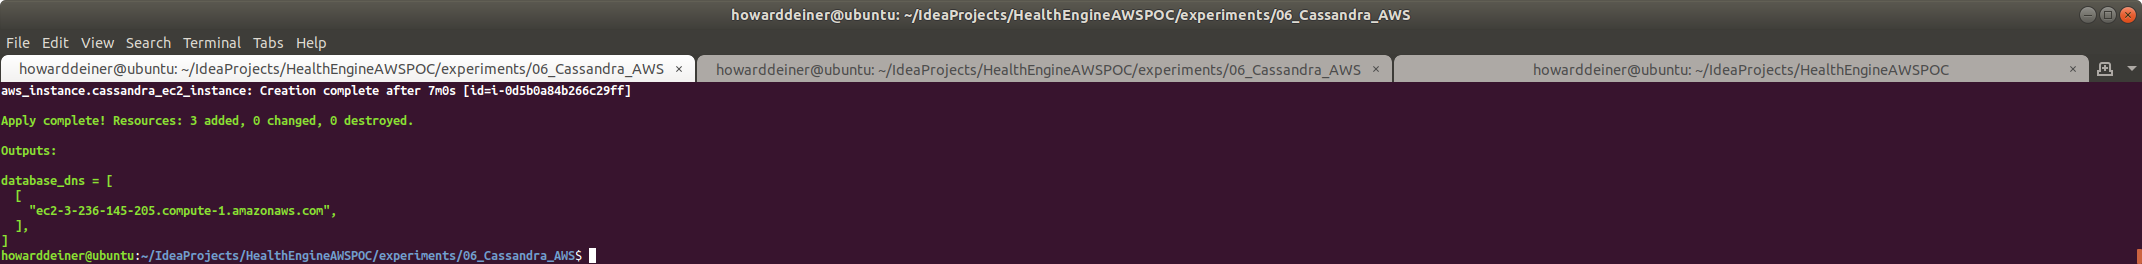 howarddeiner@ubuntu: ~/IdeaProjects/HealthEngineAWSPOC/experiments/06_Cassandra_AWS
File Edit View Search Terminal Tabs Help
howarddeiner@ubuntu: ~/IdeaProjects/HealthEngineAWSPOC/experiments/06_Cassandra_AWS × howarddeiner@ubuntu: ~/IdeaProjects/HealthEngineAWSPOC/experiments/06_Cassandra_AWS × howarddeiner@ubuntu: ~/IdeaProjects/HealthEngineAWSPOC ×
aws_instance.cassandra_ec2_instance: Creation complete after 7m0s [id=i-0d5b0a84b266c29ff]
Apply complete! Resources: 3 added, 0 changed, 0 destroyed.
Outputs:
database_dns = [
[
"ec2-3-236-145-205.compute-1.amazonaws.com",
],
]
howarddeiner@ubuntu:~/IdeaProjects/HealthEngineAWSPOC/experiments/06_Cassandra_AWS$